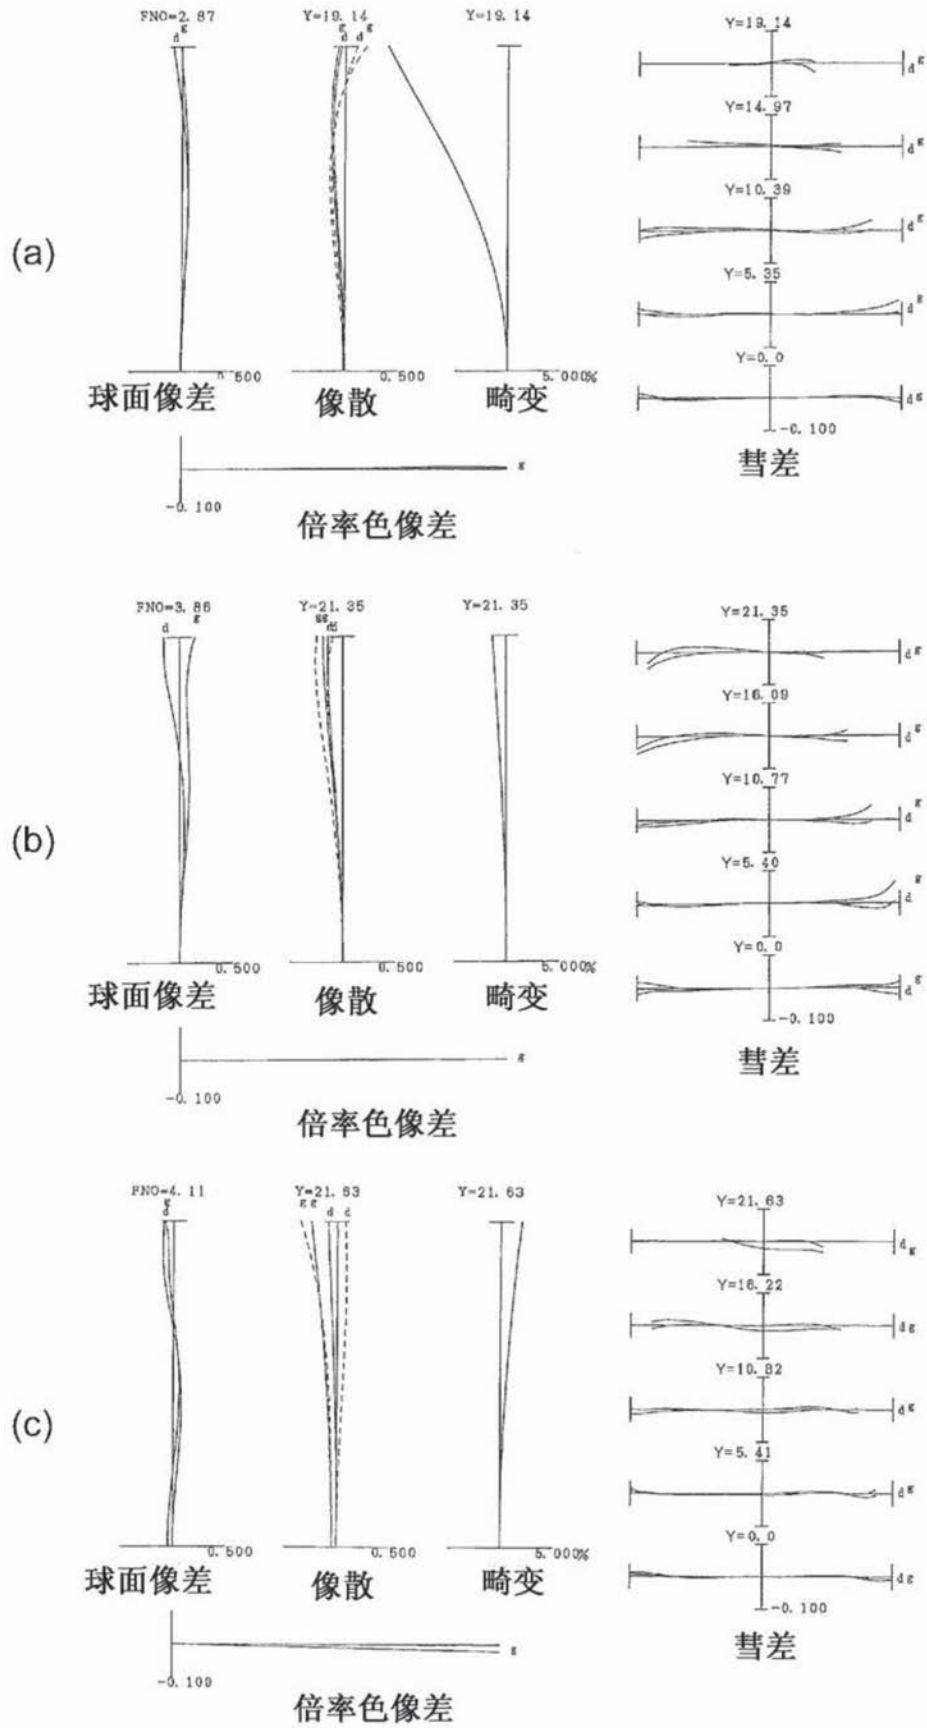 (a)
FNO=2.87
g
d
Y=19.14
g
d d g
Y=19.14
0.500
0.500
5.000%
球面像差
像散
畸变
Y=19.14
d g
Y=14.97
d g
Y=10.39
d g
Y=5.35
d g
Y=0.0
d g
-0.100
彗差
g
-0.100
倍率色像差
(b)
FNO=3.86
d g
Y=21.35
gg
dd
Y=21.35
0.500
0.500
5.000%
球面像差
像散
畸变
Y=21.35
d g
Y=16.09
d g
Y=10.77
d g
Y=5.40
d g
Y=0.0
d g
-0.100
彗差
g
-0.100
倍率色像差
(c)
FNO=4.11
g
d
Y=21.63
g g d d
Y=21.63
0.500
0.500
5.000%
球面像差
像散
畸变
Y=21.63
d g
Y=16.22
d g
Y=10.82
d g
Y=5.41
d g
Y=0.0
d g
-0.100
彗差
g
-0.100
倍率色像差